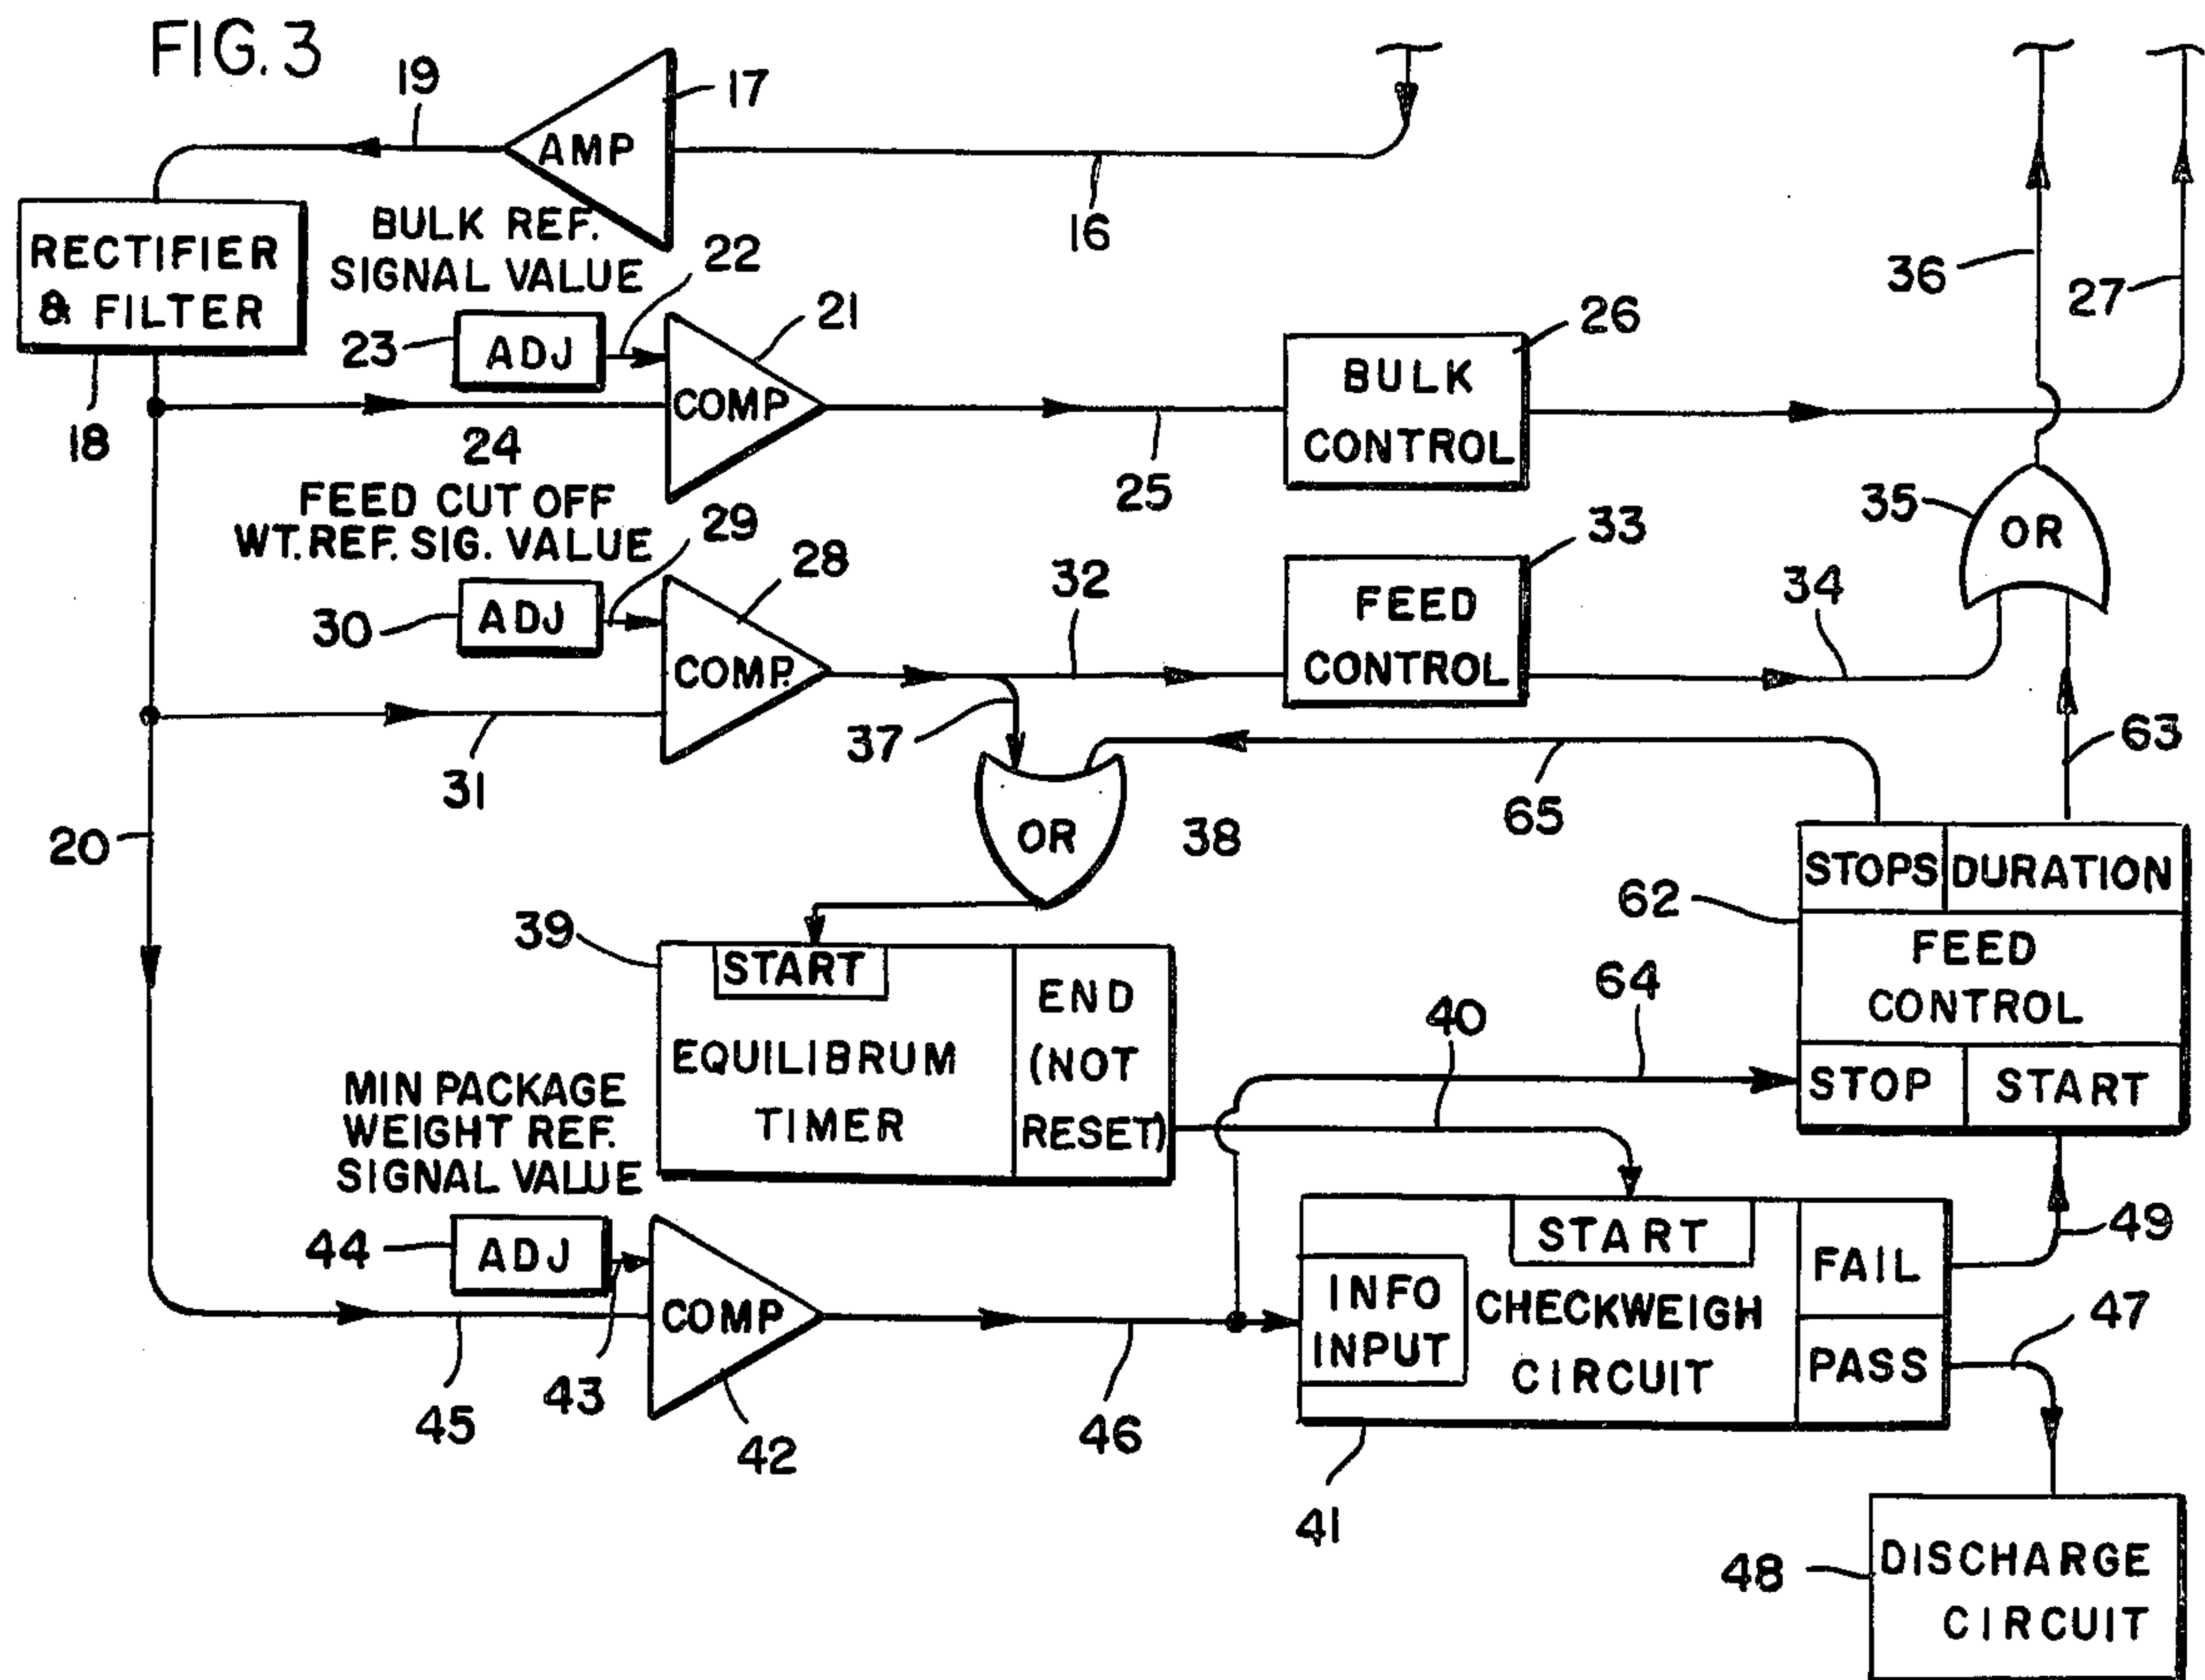 FIG. 3
19
17
AMP
16
RECTIFIER
& FILTER
18
BULK REF.
SIGNAL VALUE
22
23
ADJ
21
COMP
24
25
26
BULK
CONTROL
36
27
FEED CUT OFF
WT. REF. SIG. VALUE
29
30
ADJ
28
COMP.
31
32
33
FEED
CONTROL
34
35
OR
37
OR
38
65
63
20
39
START
EQUILIBRUM
TIMER
END
(NOT
RESET)
40
64
62
STOPS
DURATION
FEED
CONTROL
STOP
START
MIN PACKAGE
WEIGHT REF.
SIGNAL VALUE
44
ADJ
43
COMP
45
42
46
START
INFO
INPUT
CHECKWEIGH
CIRCUIT
FAIL
PASS
41
49
47
48
DISCHARGE
CIRCUIT